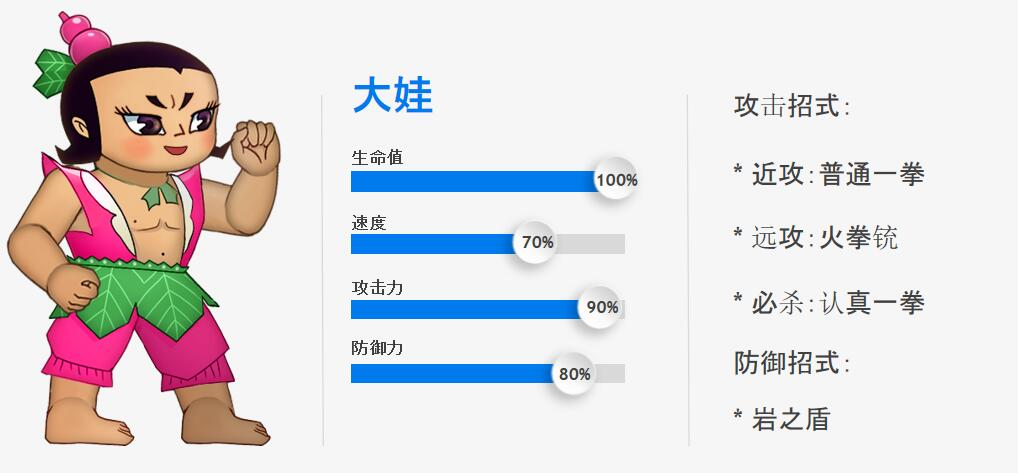 大娃
生命值
100%
速度
70%
攻击力
90%
防御力
80%
攻击招式:
* 近攻:普通一拳
* 远攻:火拳铳
* 必杀:认真一拳
防御招式:
* 岩之盾